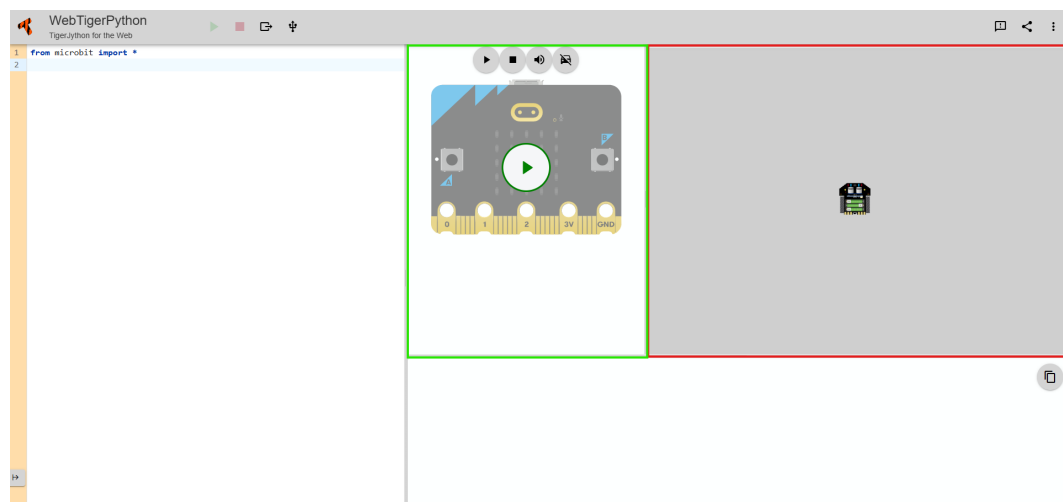 WebTigerPython
TigerJython for the Web
1 from microbit import *
2
B
A
0 1 2 3V GND